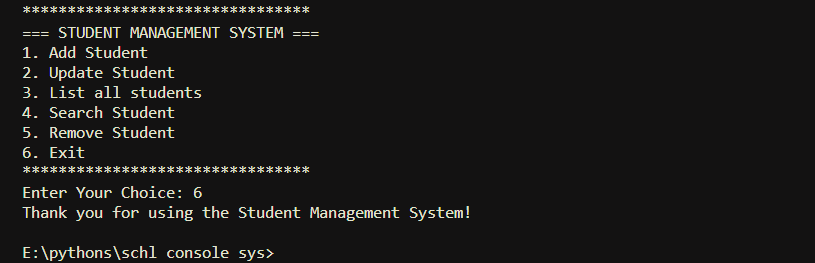 ********************************
=== STUDENT MANAGEMENT SYSTEM ===
1. Add Student
2. Update Student
3. List all students
4. Search Student
5. Remove Student
6. Exit
********************************
Enter Your Choice: 6
Thank you for using the Student Management System!
E:\pythons\schl console sys>